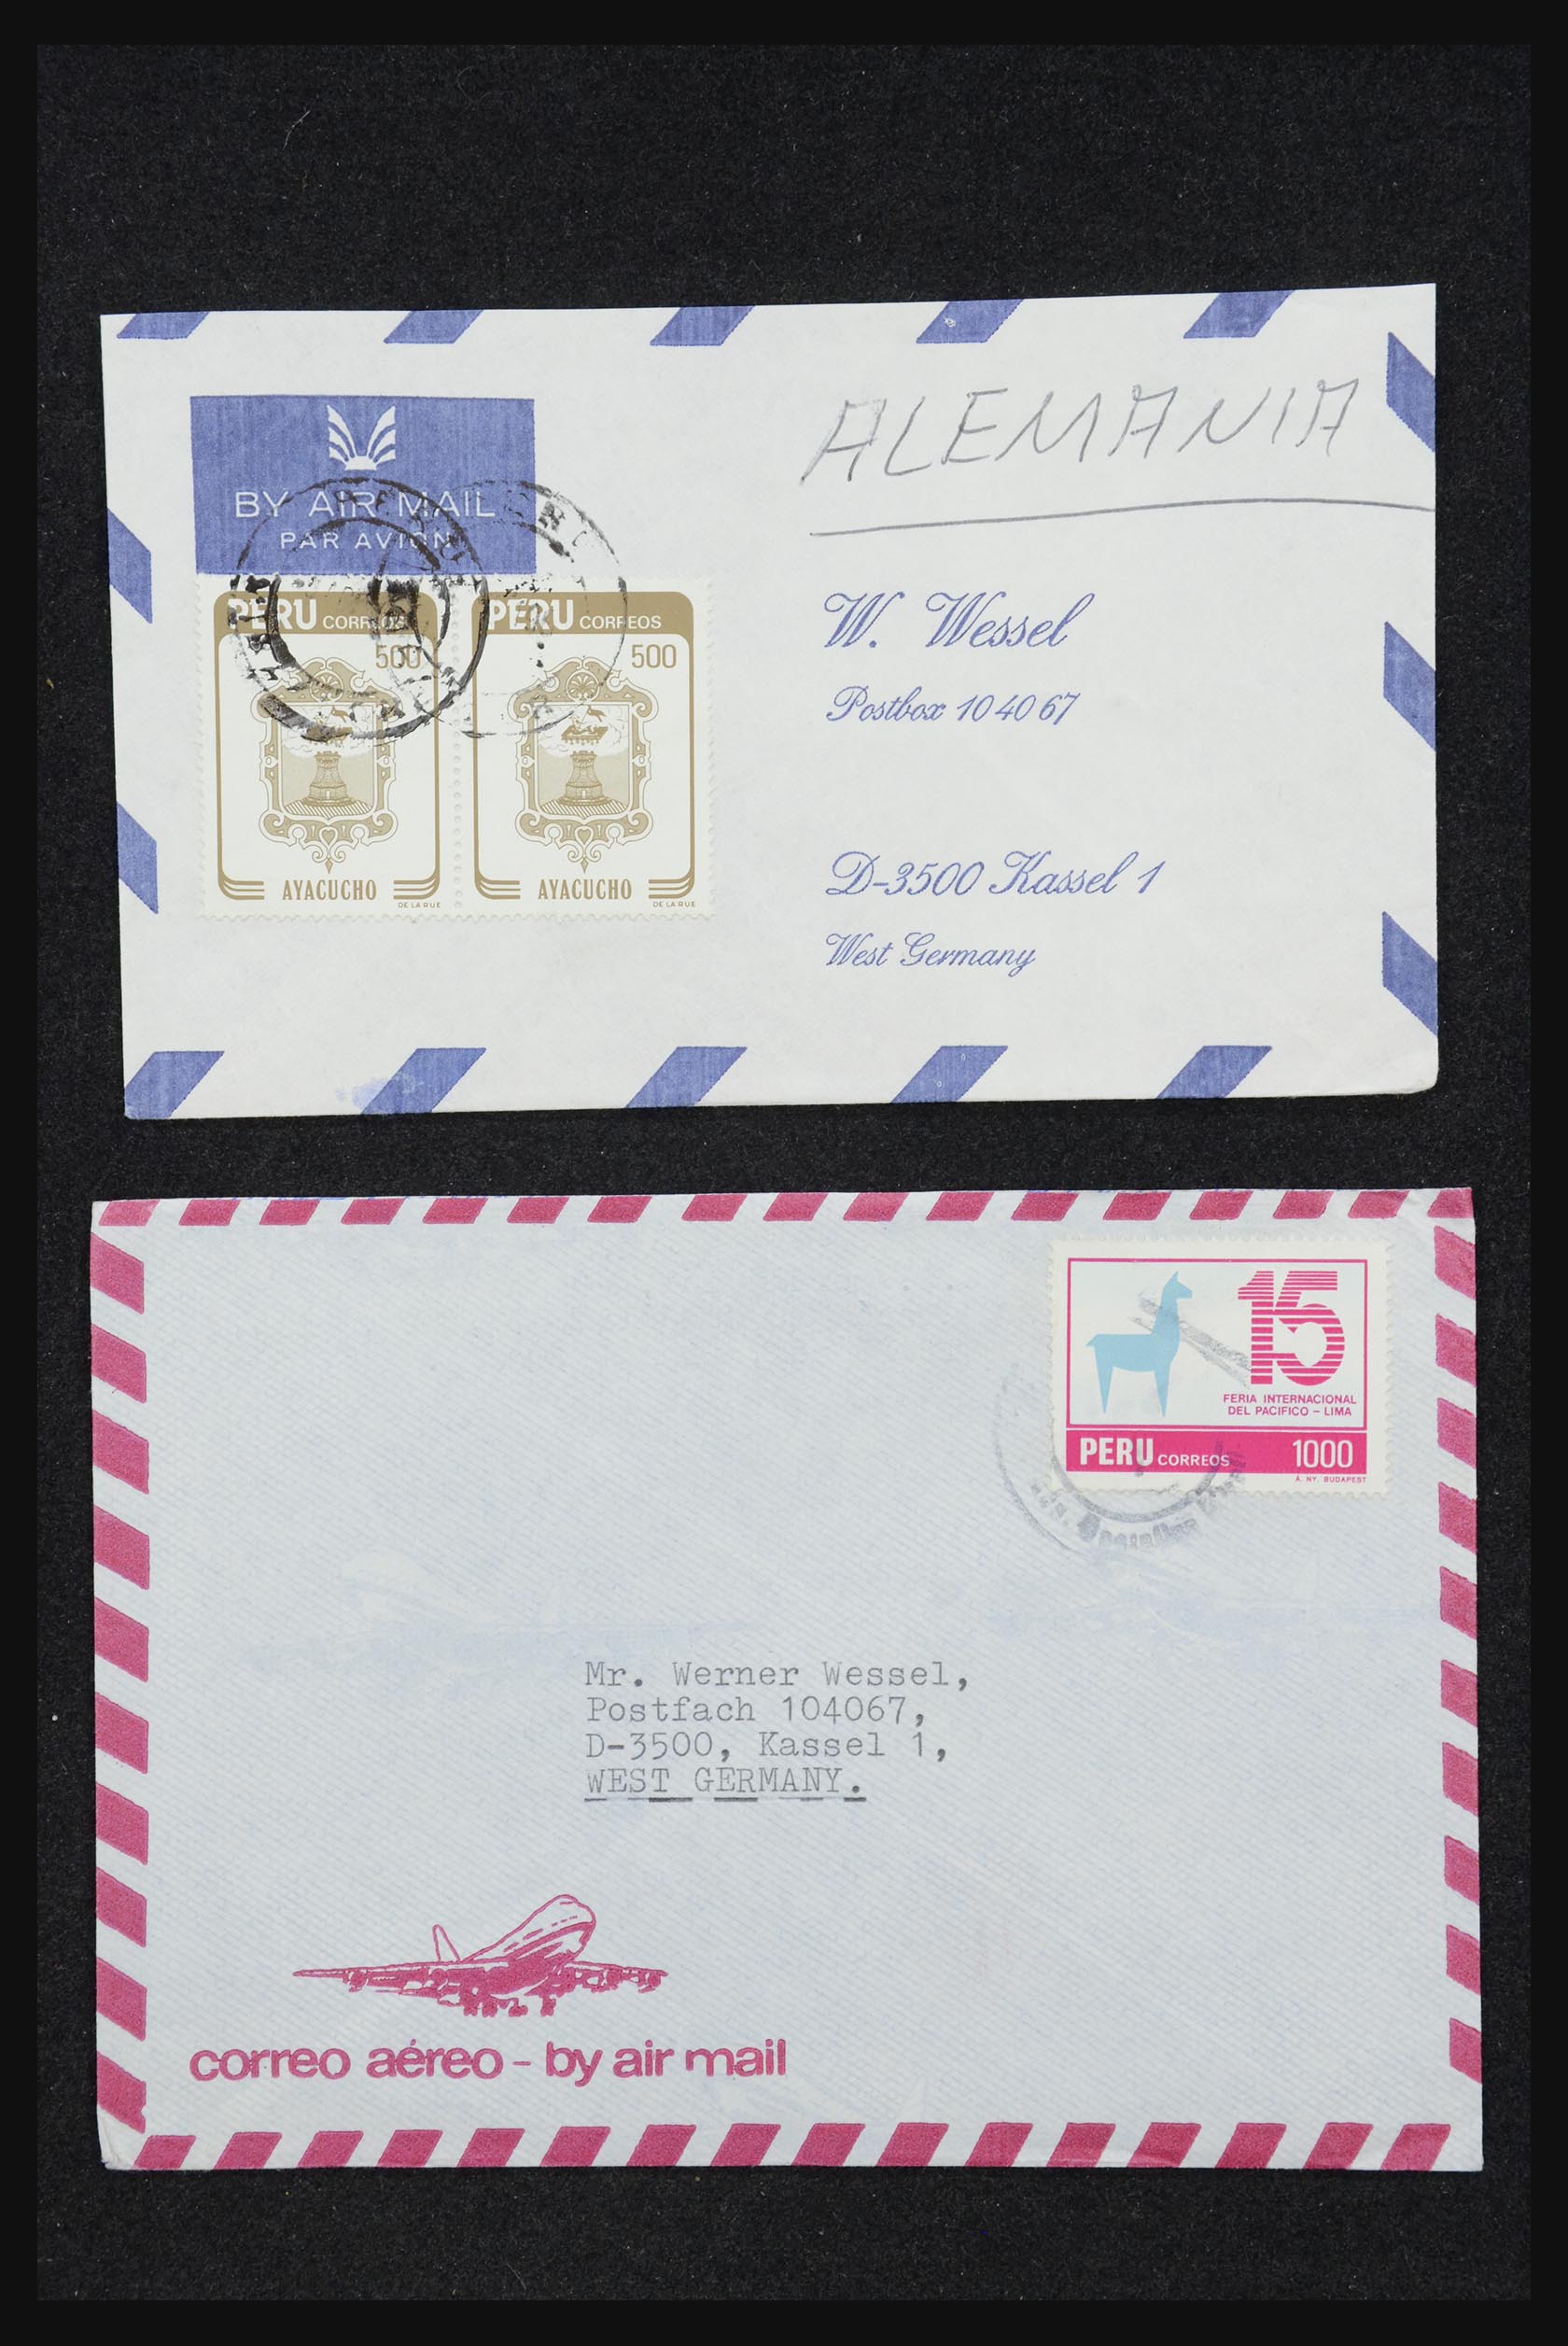 ALEMANIA
BY AIR MAIL
PAR AVION
PERU CORREOS
500
AYACUCHO
DE LA RUE
PERU CORREOS
500
AYACUCHO
DE LA RUE
W. Wessel
Postbox 10 40 67
D-3500 Kassel 1
West Germany
15
FERIA INTERNACIONAL
DEL PACIFICO - LIMA
PERU CORREOS 1000
Á. NY. BUDAPEST
Mr. Werner Wessel,
Postfach 104067,
D-3500, Kassel 1,
WEST GERMANY.
correo aéreo - by air mail